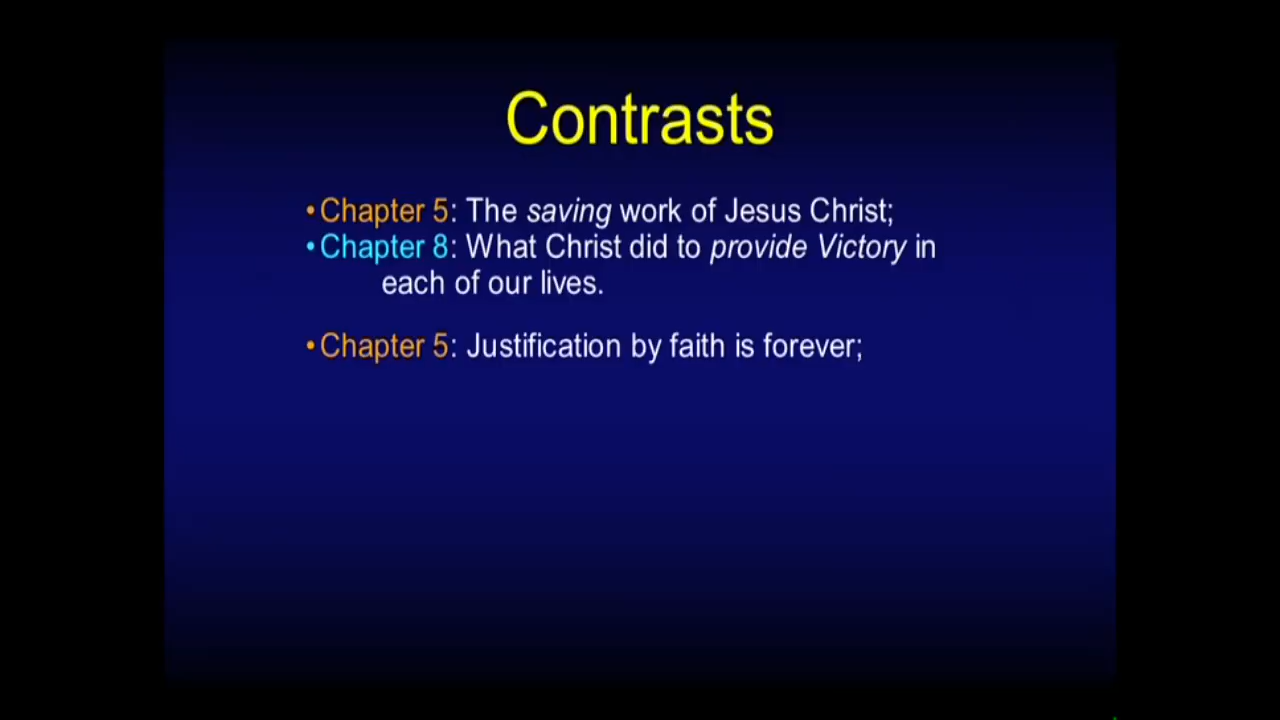 Contrasts
•Chapter 5: The saving work of Jesus Christ;
•Chapter 8: What Christ did to provide Victory in
each of our lives.
•Chapter 5: Justification by faith is forever;